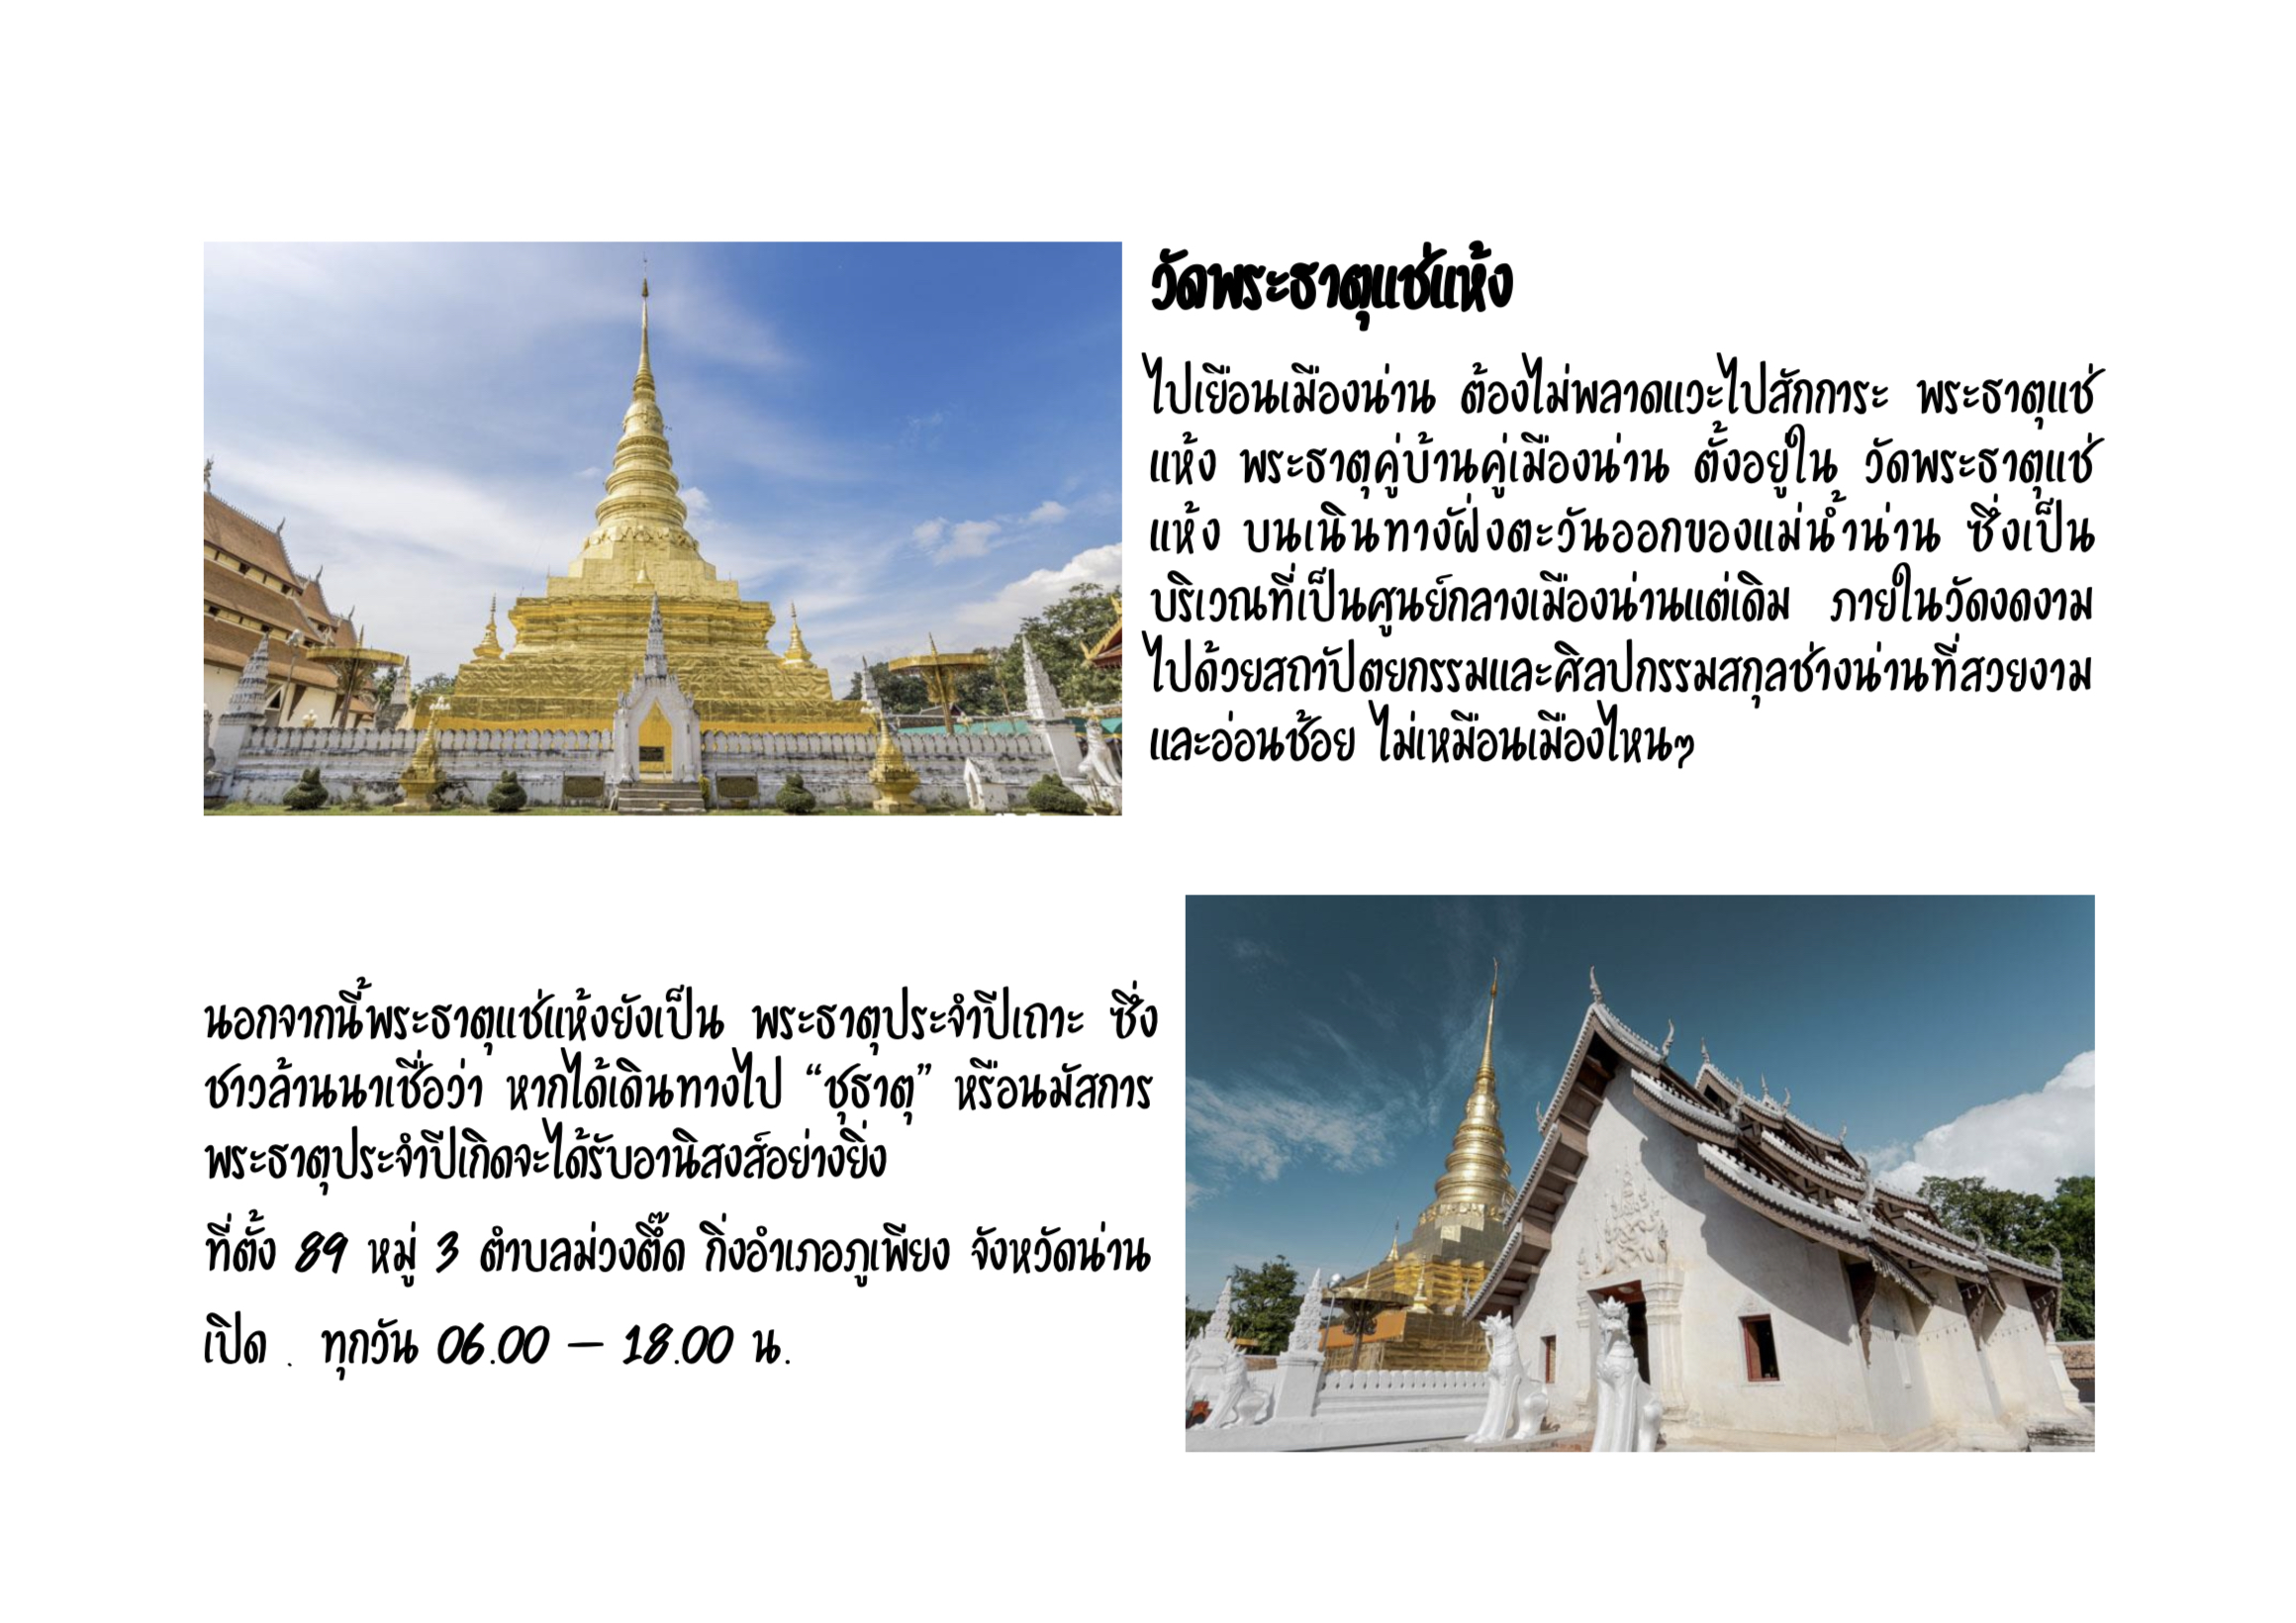 วัดพระธาตุแช่แห้ง
ไปเยือนเมืองน่าน ต้องไม่พลาดแวะไปสักการะ พระธาตุแช่
แห้ง พระธาตุคู่บ้านคู่เมืองน่าน ตั้งอยู่ใน วัดพระธาตุแช่
แห้ง บนเนินทางฝั่งตะวันออกของแม่น้ำน่าน ซึ่งเป็น
บริเวณที่เป็นศูนย์กลางเมืองน่านแต่เดิม ภายในวัดงดงาม
ไปด้วยสถาปัตยกรรมและศิลปกรรมสกุลช่างน่านที่สวยงาม
และอ่อนช้อย ไม่เหมือนเมืองไหนๆ
นอกจากนี้พระธาตุแช่แห้งยังเป็น พระธาตุประจำปีเถาะ ซึ่ง
ชาวล้านนาเชื่อว่า หากได้เดินทางไป “ชุธาตุ” หรือนมัสการ
พระธาตุประจำปีเกิดจะได้รับอานิสงส์อย่างยิ่ง
ที่ตั้ง 89 หมู่ 3 ตำบลม่วงตึ๊ด กิ่งอำเภอภูเพียง จังหวัดน่าน
เปิด . ทุกวัน 06.00 – 18.00 น.